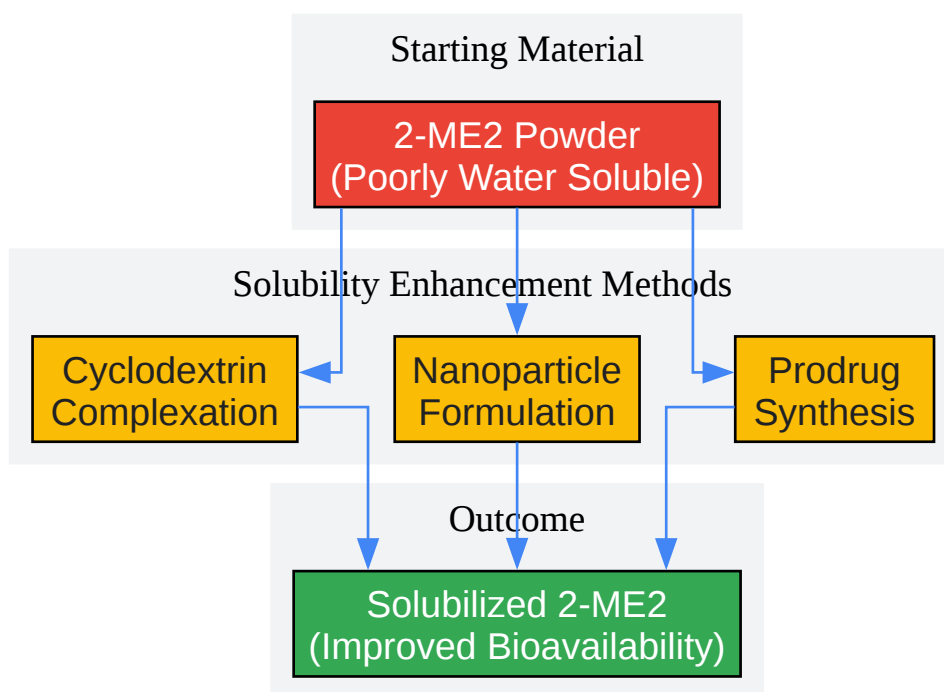 Starting Material
2-ME2 Powder
(Poorly Water Soluble)
Solubility Enhancement Methods
Cyclodextrin
Complexation
Nanoparticle
Formulation
Prodrug
Synthesis
Outcome
Solubilized 2-ME2
(Improved Bioavailability)